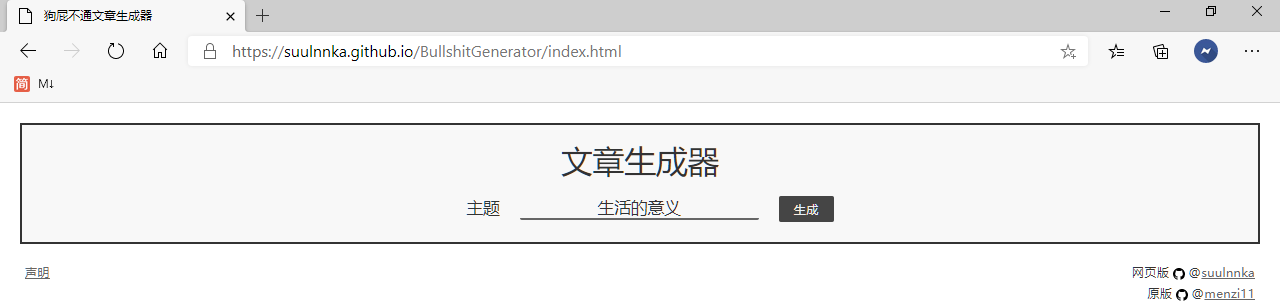 狗屁不通文章生成器
https://suulnnka.github.io/BullshitGenerator/index.html
简 M↓
文章生成器
主题 生活的意义 生成
声明
网页版 @suulnnka
原版 @menzi11